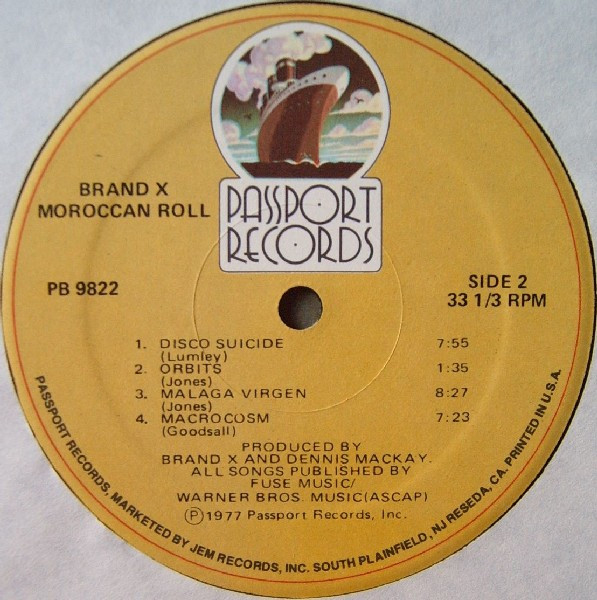 PASSPORT
RECORDS
BRAND X
MOROCCAN ROLL
PB 9822
SIDE 2
33 1/3 RPM
1. DISCO SUICIDE 7:55
(Lumley)
2. ORBITS 1:35
(Jones)
3. MALAGA VIRGEN 8:27
(Jones)
4. MACROCOSM 7:23
(Goodsall)
PRODUCED BY
BRAND X AND DENNIS MACKAY.
ALL SONGS PUBLISHED BY
FUSE MUSIC/
WARNER BROS. MUSIC(ASCAP)
Ⓟ1977 Passport Records, Inc.
PASSPORT RECORDS, MARKETED BY JEM RECORDS, INC. SOUTH PLAINFIELD, NJ RESEDA, CA. PRINTED IN U.S.A.